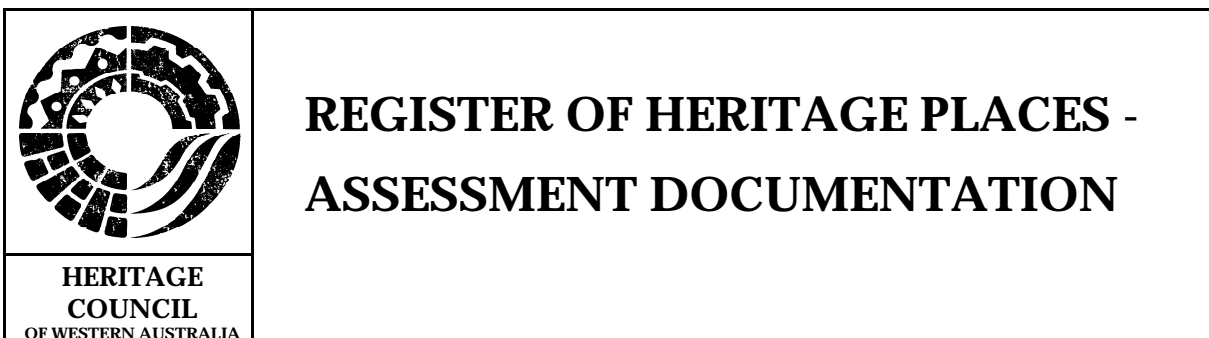 REGISTER OF HERITAGE PLACES -
ASSESSMENT DOCUMENTATION
HERITAGE
COUNCIL
OF WESTERN AUSTRALIA